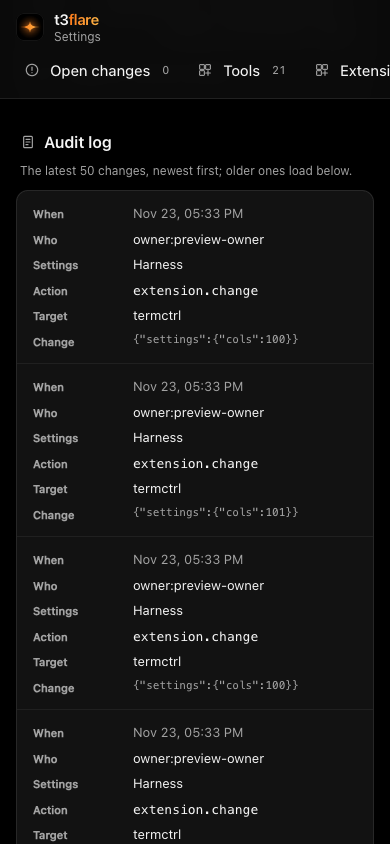 t3flare
Settings
Open changes 0 Tools 21 Extensi
Audit log
The latest 50 changes, newest first; older ones load below.
When Nov 23, 05:33 PM
Who owner:preview-owner
Settings Harness
Action extension.change
Target termctrl
Change {"settings":{"cols":100}}
When Nov 23, 05:33 PM
Who owner:preview-owner
Settings Harness
Action extension.change
Target termctrl
Change {"settings":{"cols":101}}
When Nov 23, 05:33 PM
Who owner:preview-owner
Settings Harness
Action extension.change
Target termctrl
Change {"settings":{"cols":100}}
When Nov 23, 05:33 PM
Who owner:preview-owner
Settings Harness
Action extension.change
Target termctrl